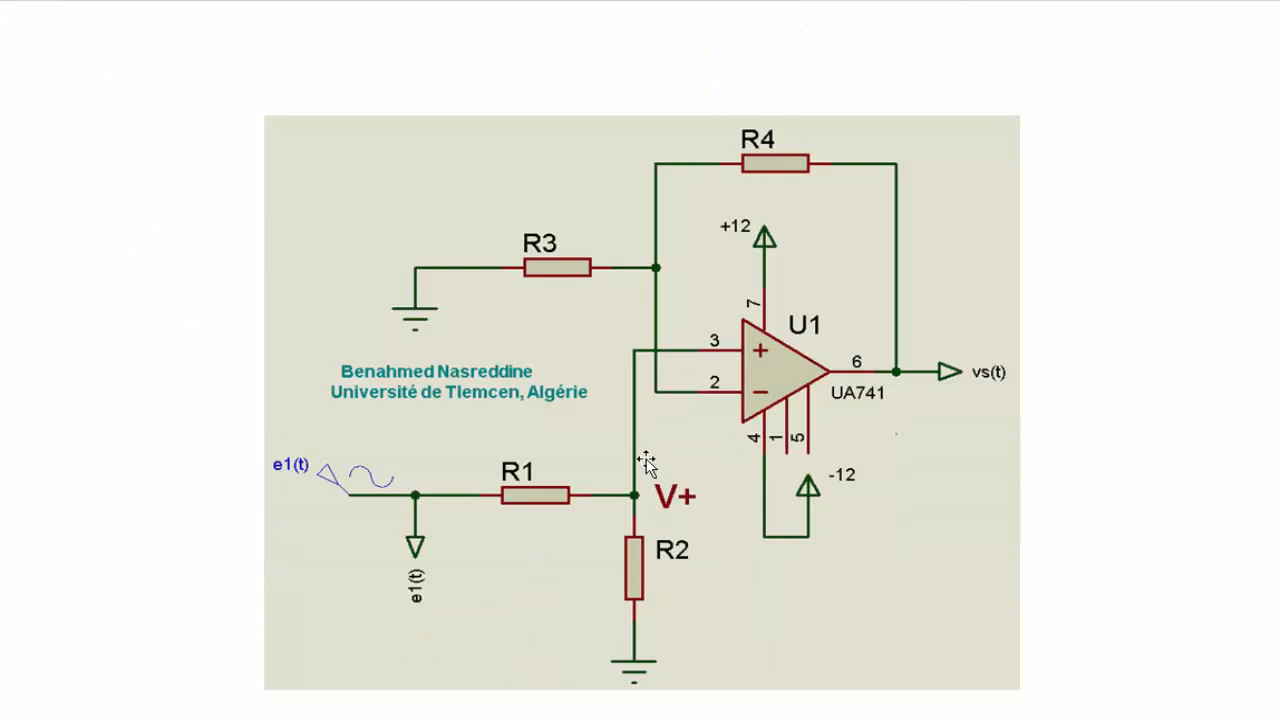 R4
+12
R3
7
U1
3
+
6
vs(t)
Benahmed Nasreddine
2
−
UA741
Université de Tlemcen, Algérie
4
1
5
e1(t)
R1
-12
V+
R2
e1(t)